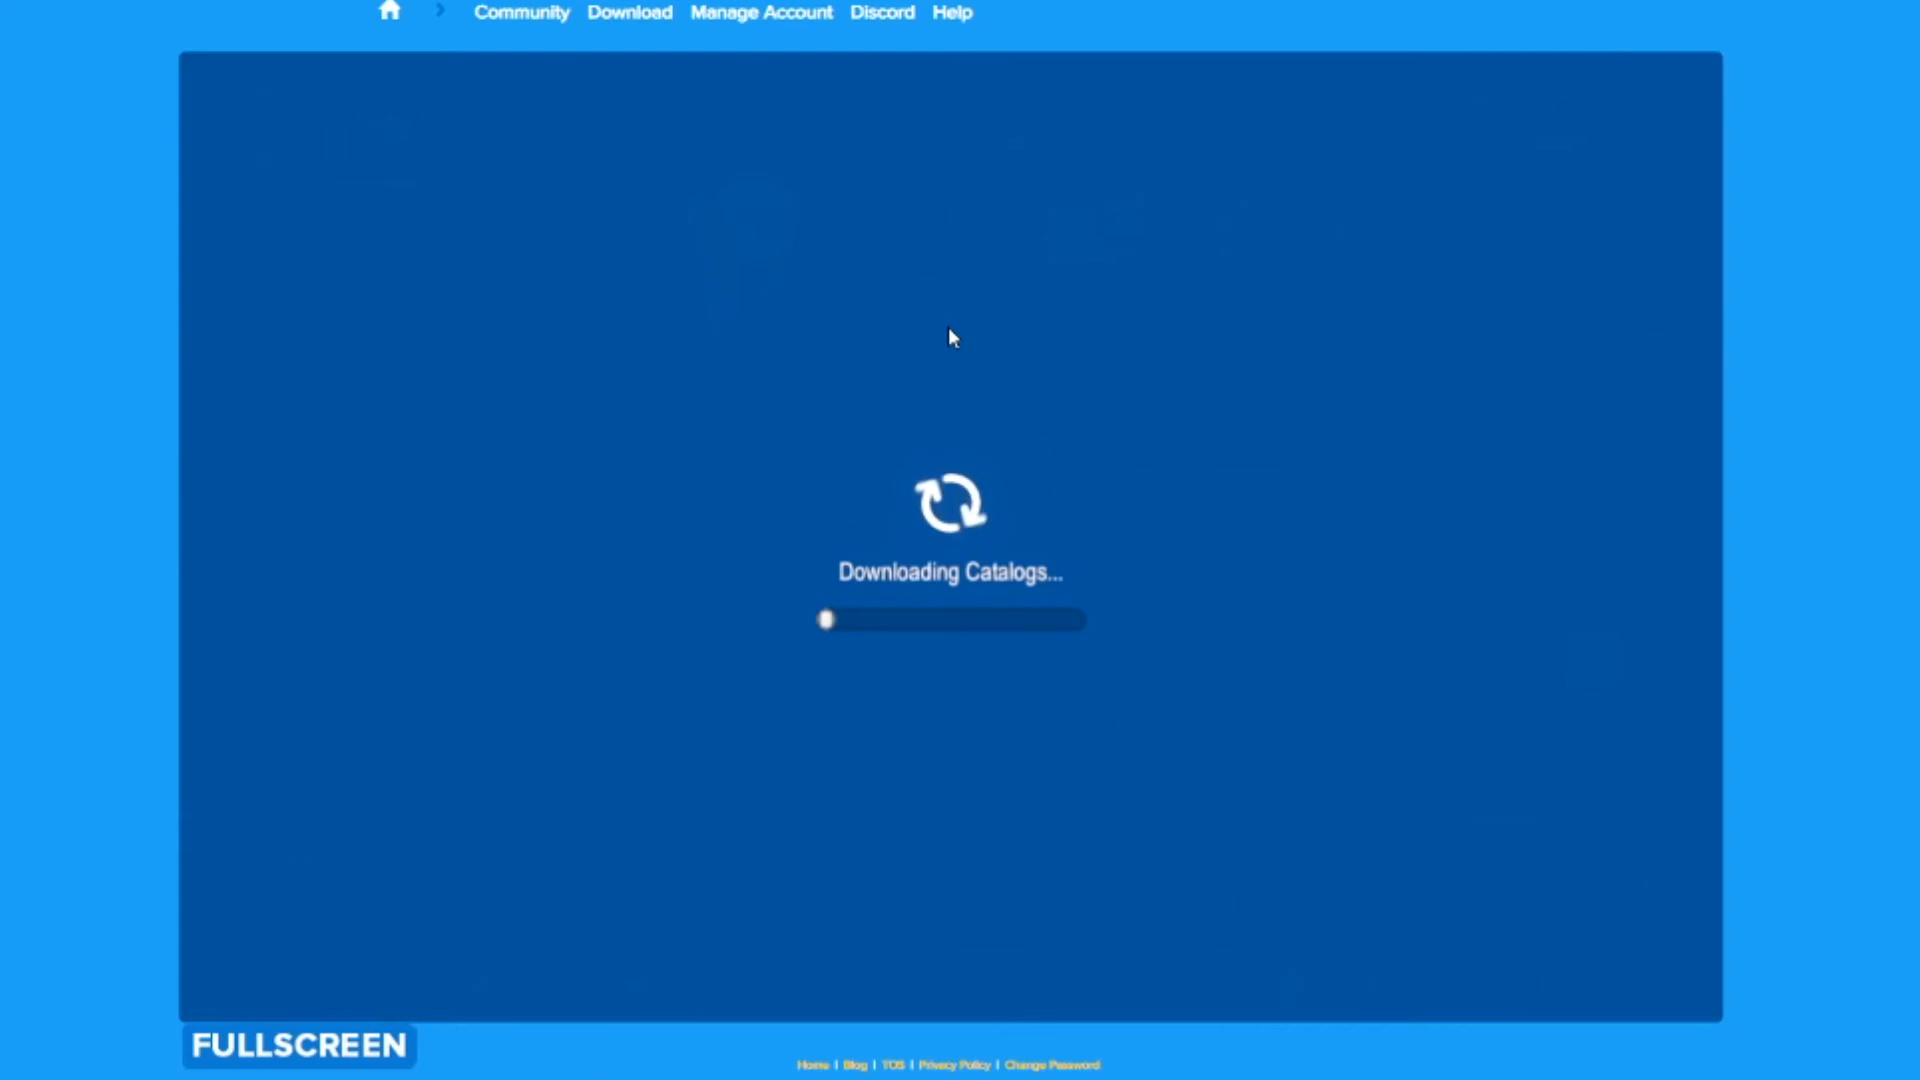 Community Download Manage Account Discord Help
Downloading Catalogs...
FULLSCREEN
Home | Blog | TOS | Privacy Policy | Change Password